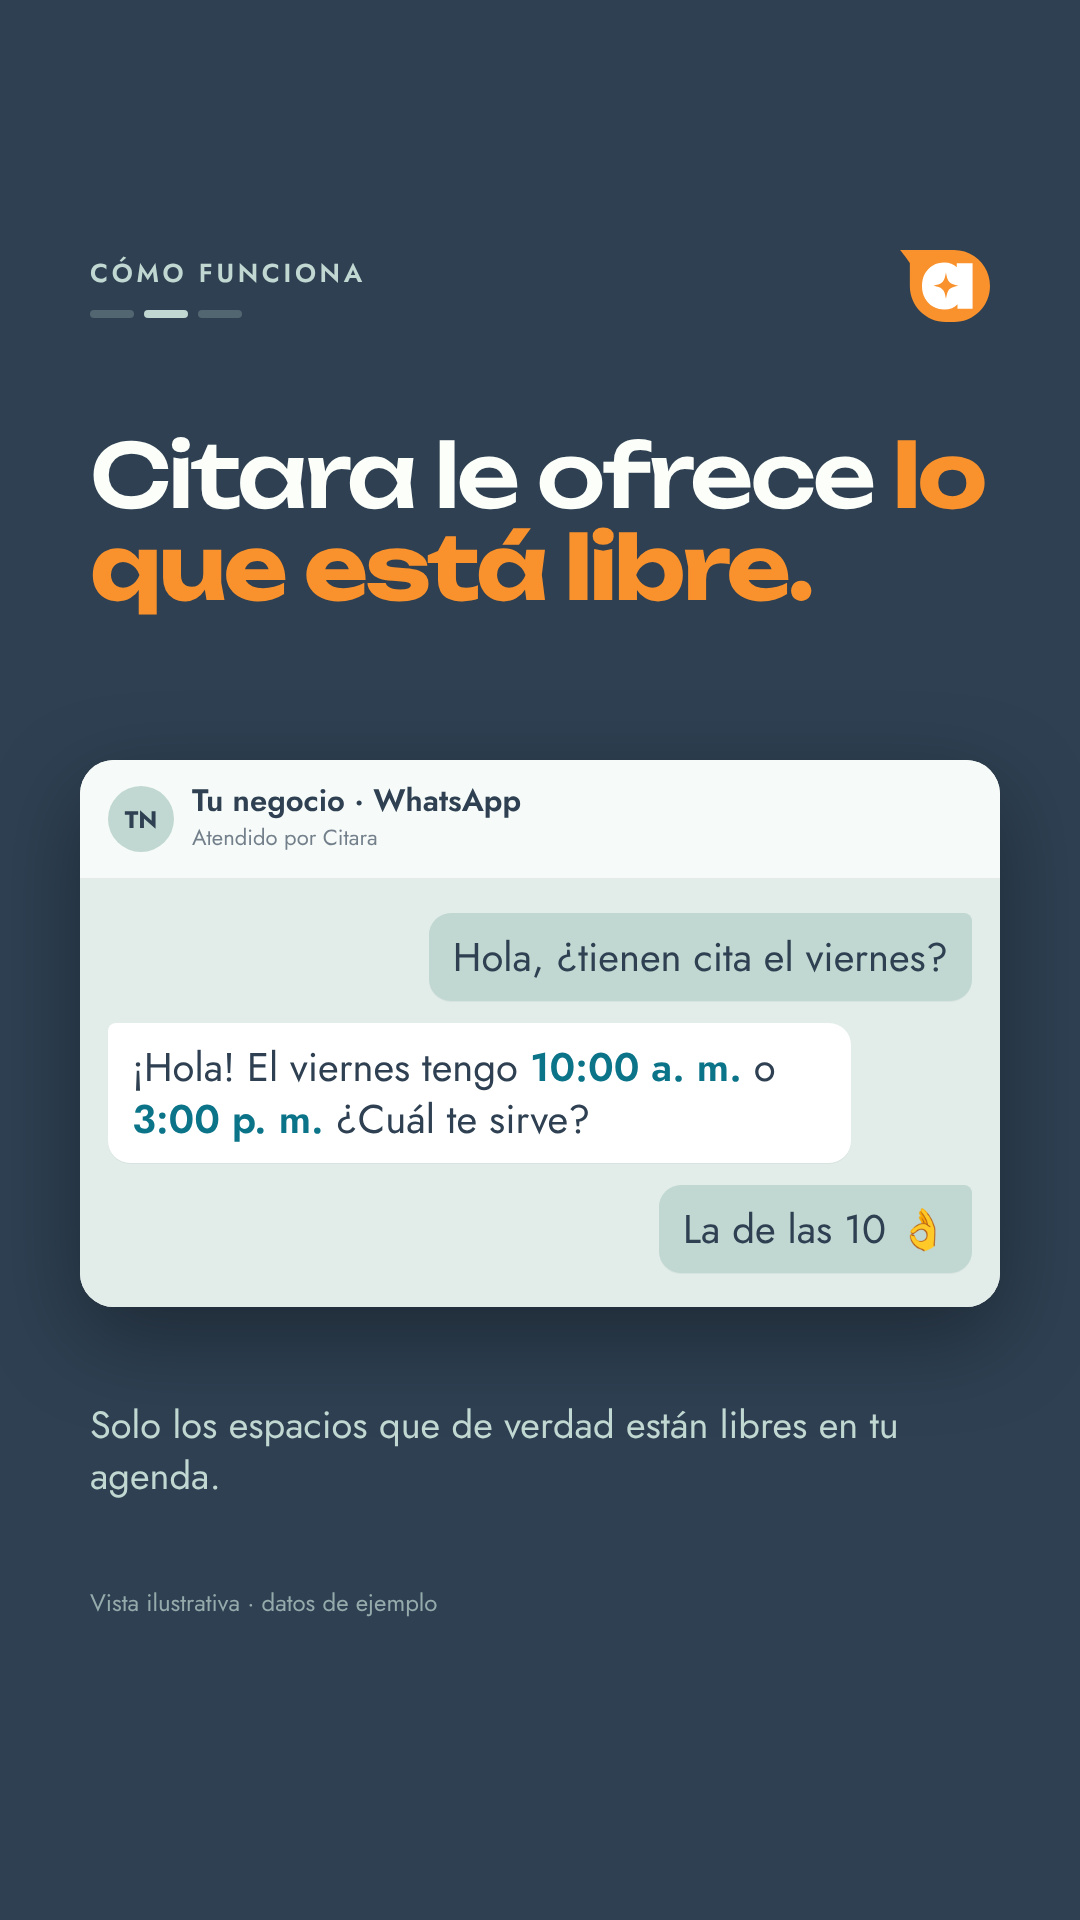 CÓMO FUNCIONA
a
Citara le ofrece lo
que está libre.
TN
Tu negocio · WhatsApp
Atendido por Citara
Hola, ¿tienen cita el viernes?
¡Hola! El viernes tengo 10:00 a. m. o
3:00 p. m. ¿Cuál te sirve?
La de las 10 👌
Solo los espacios que de verdad están libres en tu
agenda.
Vista ilustrativa · datos de ejemplo